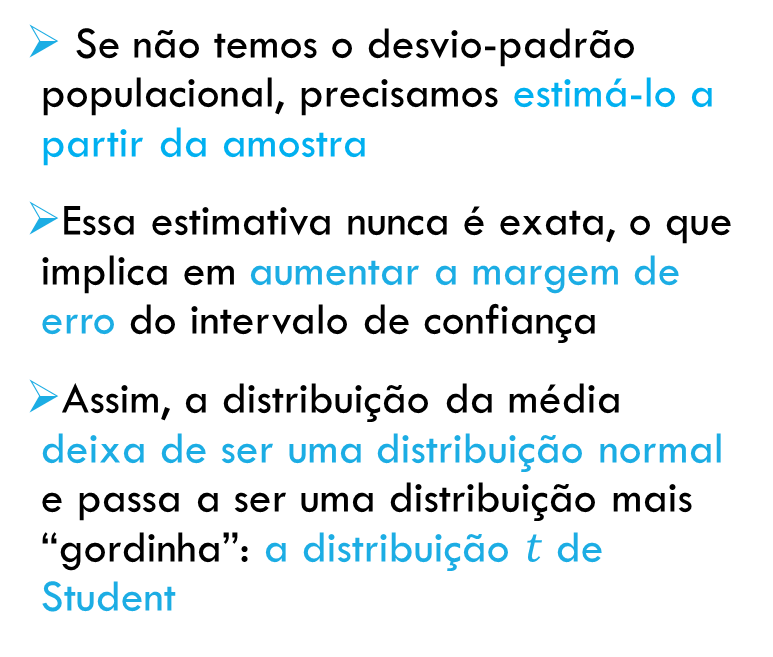 ➢ Se não temos o desvio-padrão
populacional, precisamos estimá-lo a
partir da amostra
➢Essa estimativa nunca é exata, o que
implica em aumentar a margem de
erro do intervalo de confiança
➢Assim, a distribuição da média
deixa de ser uma distribuição normal
e passa a ser uma distribuição mais
“gordinha”: a distribuição t de
Student